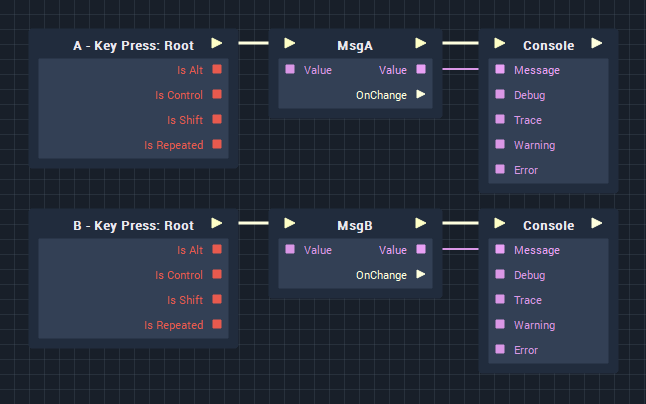 A - Key Press: Root
Is Alt
Is Control
Is Shift
Is Repeated
MsgA
Value Value
OnChange
Console
Message
Debug
Trace
Warning
Error
B - Key Press: Root
Is Alt
Is Control
Is Shift
Is Repeated
MsgB
Value Value
OnChange
Console
Message
Debug
Trace
Warning
Error